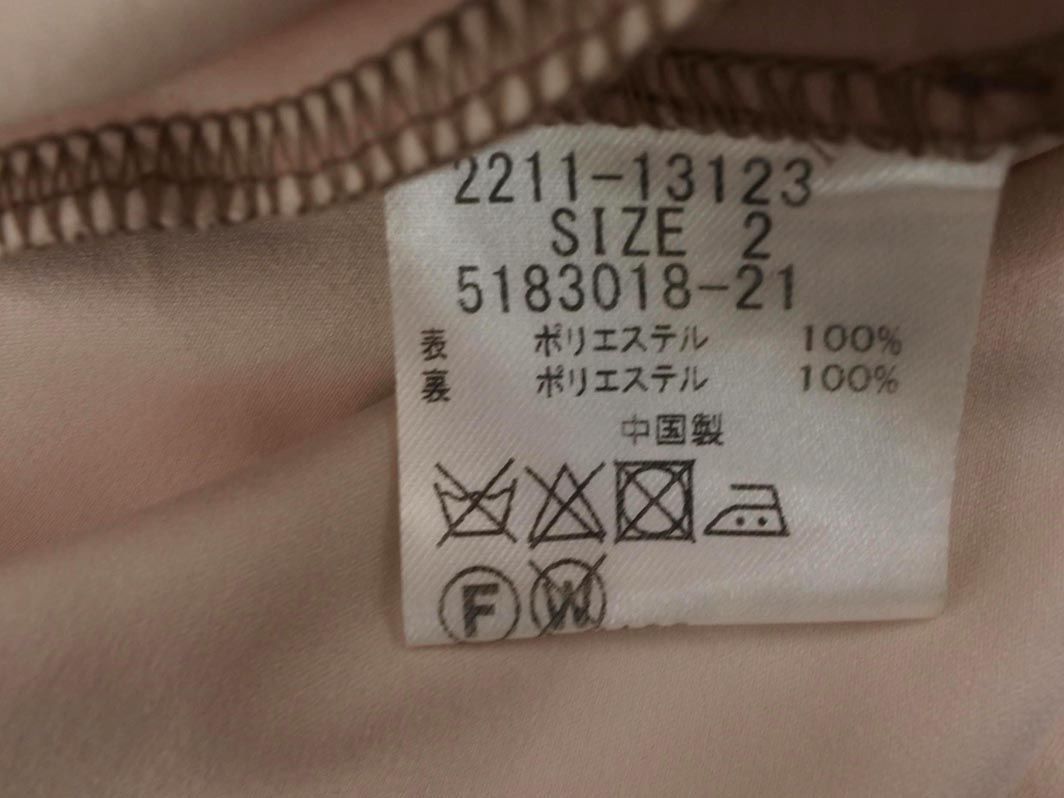 2211-13123
SIZE 2
5183018-21
表 ポリエステル 100%
裏 ポリエステル 100%
中国製
F W